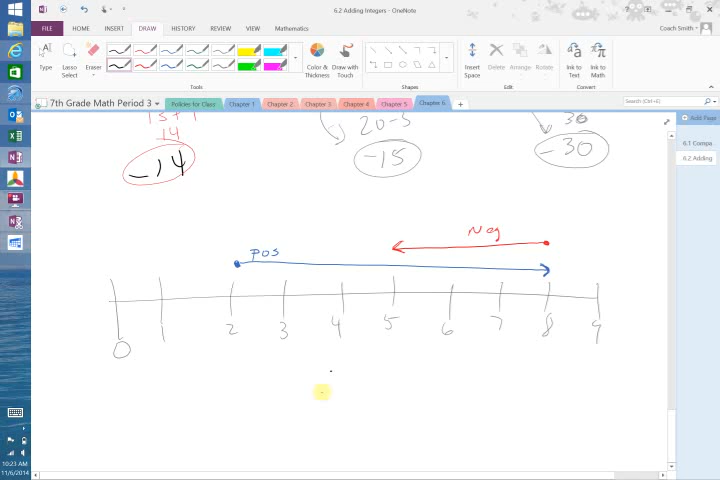 6.2 Adding Integers - OneNote
FILE HOME INSERT DRAW HISTORY REVIEW VIEW Mathematics
Coach Smith
Type
Lasso Select
Eraser
Color & Thickness
Draw with Touch
Insert Space
Delete
Arrange
Rotate
Ink to Text
Ink to Math
Tools
Shapes
Edit
Convert
7th Grade Math Period 3
Policies for Class Chapter 1 Chapter 2 Chapter 3 Chapter 4 Chapter 5 Chapter 6 +
Search (Ctrl+E)
Add Page
6.1 Compa
6.2 Adding
14
-14
20-5
-15
30
-30
Neg
pos
0 1 2 3 4 5 6 7 8 9
10:23 AM
11/6/2014